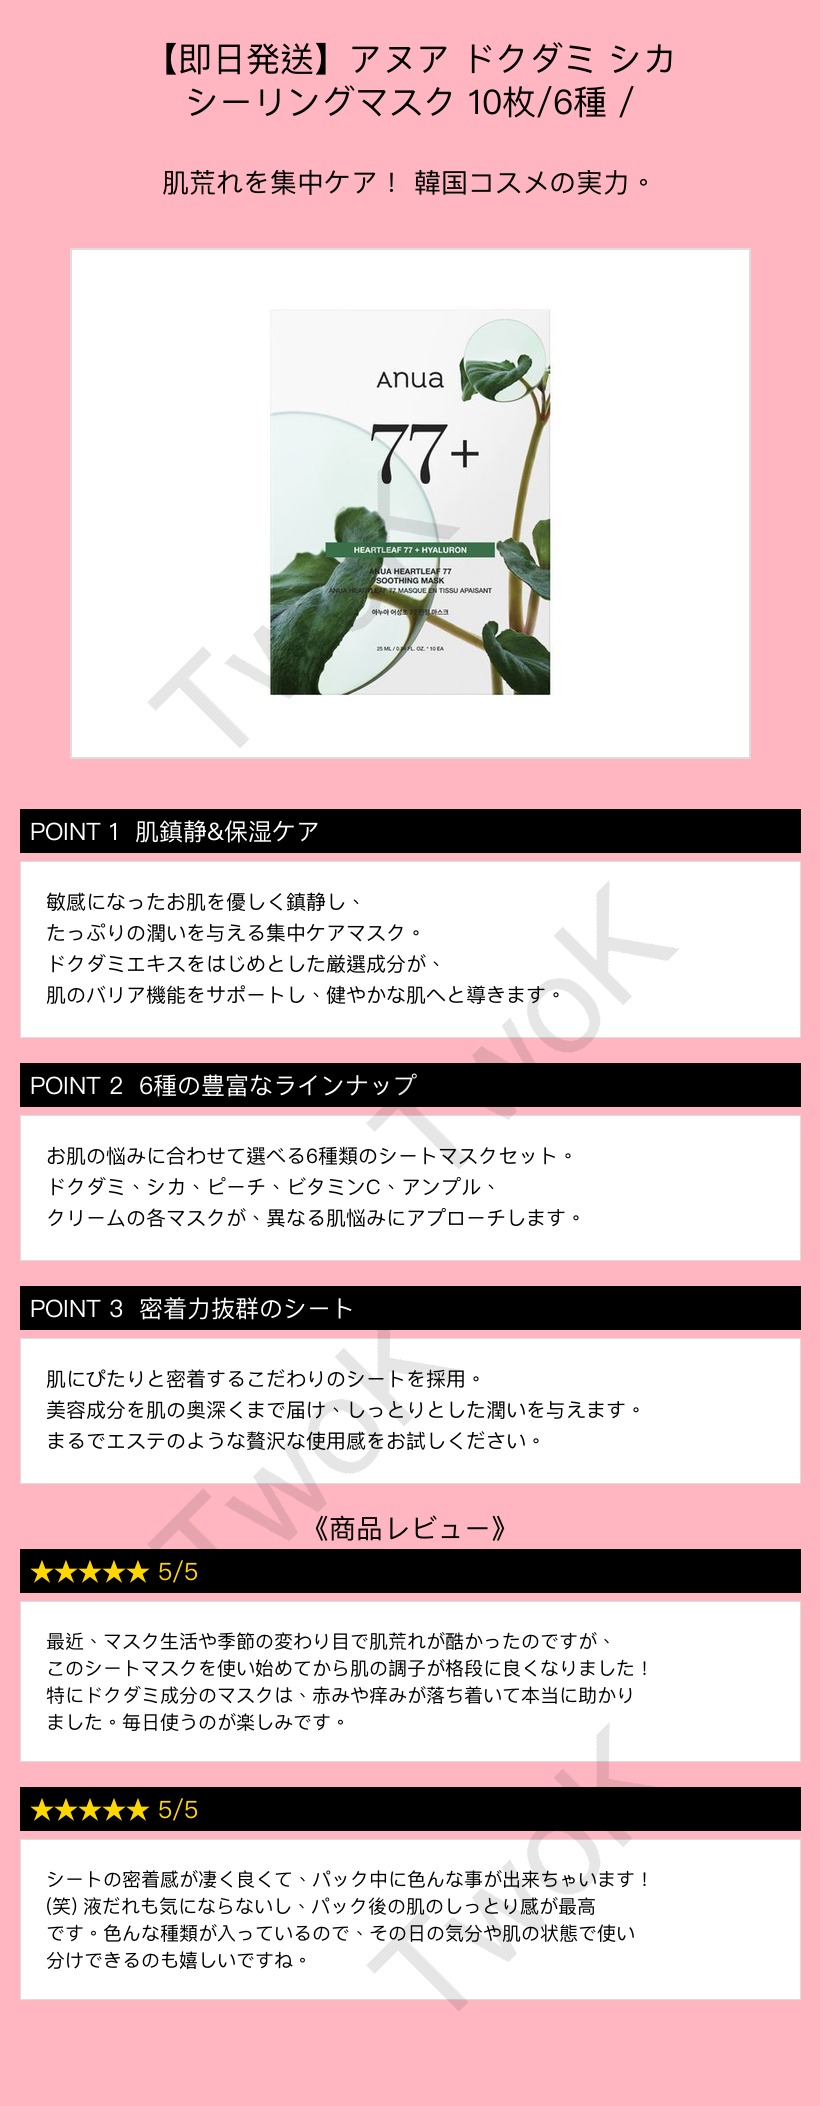 【即日発送】アヌア ドクダミ シカ
シーリングマスク 10枚/6種 /
肌荒れを集中ケア！ 韓国コスメの実力。
Anua
77+
HEARTLEAF 77 + HYALURON
ANUA HEARTLEAF 77
SOOTHING MASK
ANUA HEARTLEAF 77 MASQUE EN TISSU APAISANT
아누아 어성초 77 진정 마스크
25 ML / 0.84 FL. OZ. * 10 EA
TwoK
POINT 1 肌鎮静&保湿ケア
敏感になったお肌を優しく鎮静し、
たっぷりの潤いを与える集中ケアマスク。
ドクダミエキスをはじめとした厳選成分が、
肌のバリア機能をサポートし、健やかな肌へと導きます。
TwoK
POINT 2 6種の豊富なラインナップ
お肌の悩みに合わせて選べる6種類のシートマスクセット。
ドクダミ、シカ、ピーチ、ビタミンC、アンプル、
クリームの各マスクが、異なる肌悩みにアプローチします。
POINT 3 密着力抜群のシート
肌にぴたりと密着するこだわりのシートを採用。
美容成分を肌の奥深くまで届け、しっとりとした潤いを与えます。
まるでエステのような贅沢な使用感をお試しください。
TwoK
《商品レビュー》
★★★★★ 5/5
最近、マスク生活や季節の変わり目で肌荒れが酷かったのですが、
このシートマスクを使い始めてから肌の調子が格段に良くなりました！
特にドクダミ成分のマスクは、赤みや痒みが落ち着いて本当に助かり
ました。毎日使うのが楽しみです。
★★★★★ 5/5
シートの密着感が凄く良くて、パック中に色んな事が出来ちゃいます！
(笑) 液だれも気にならないし、パック後の肌のしっとり感が最高
です。色んな種類が入っているので、その日の気分や肌の状態で使い
分けできるのも嬉しいですね。
TwoK